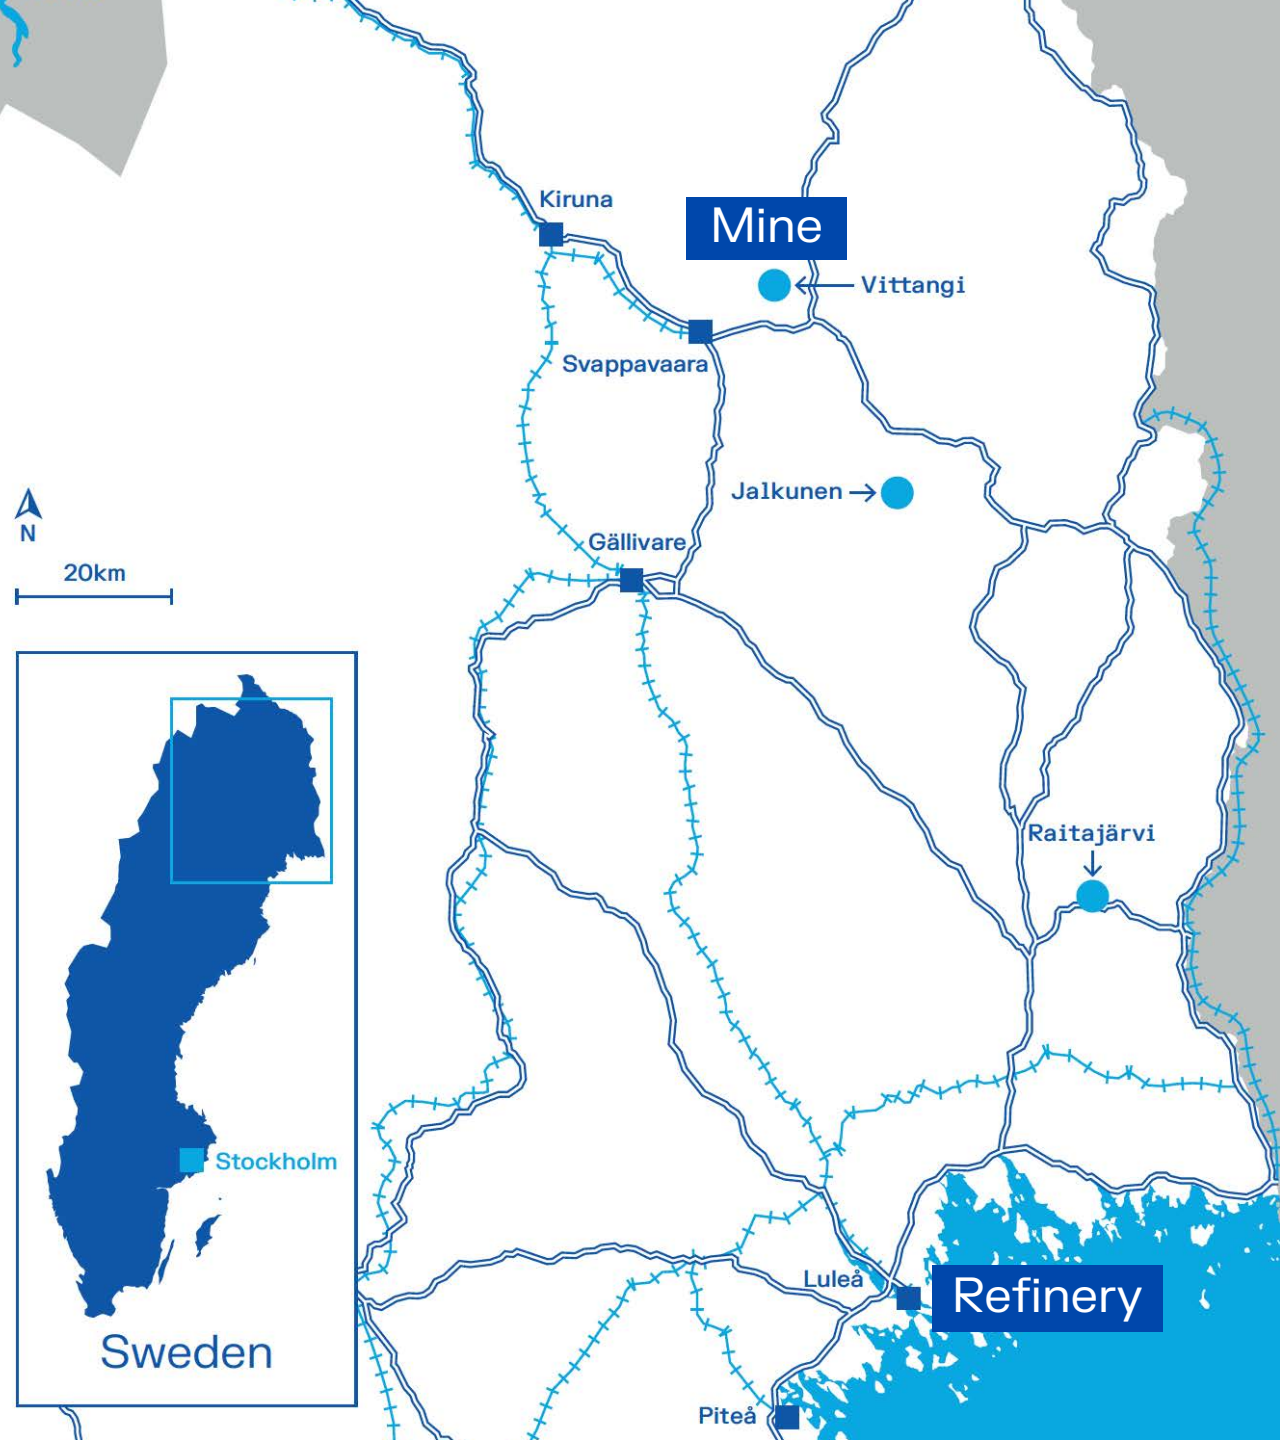 Kiruna
Mine
Vittangi
Svappavaara
Jalkunen
N
Gällivare
20km
Raitajärvi
Stockholm
Luleå
Refinery
Sweden
Piteå